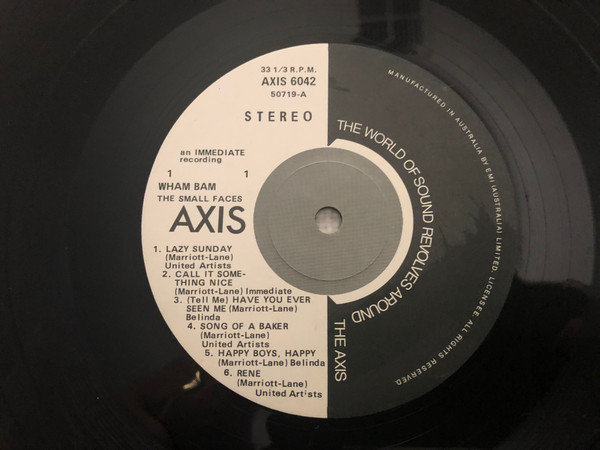 33 1/3 R.P.M.
AXIS 6042
50719-A
STEREO
an IMMEDIATE
recording
1 1
WHAM BAM
THE SMALL FACES
AXIS
1. LAZY SUNDAY
(Marriott-Lane)
United Artists
2. CALL IT SOME-
THING NICE
(Marriott-Lane) Immediate
3. (Tell Me) HAVE YOU EVER
SEEN ME (Marriott-Lane)
Belinda
4. SONG OF A BAKER
(Marriott-Lane)
United Artists
5. HAPPY BOYS, HAPPY
(Marriott-Lane) Belinda
6. RENE
(Marriott-Lane)
United Artists
THE WORLD OF SOUND REVOLVES AROUND
THE AXIS
MANUFACTURED IN AUSTRALIA BY EMI (AUSTRALIA) LIMITED. LICENSEE. ALL RIGHTS RESERVED.